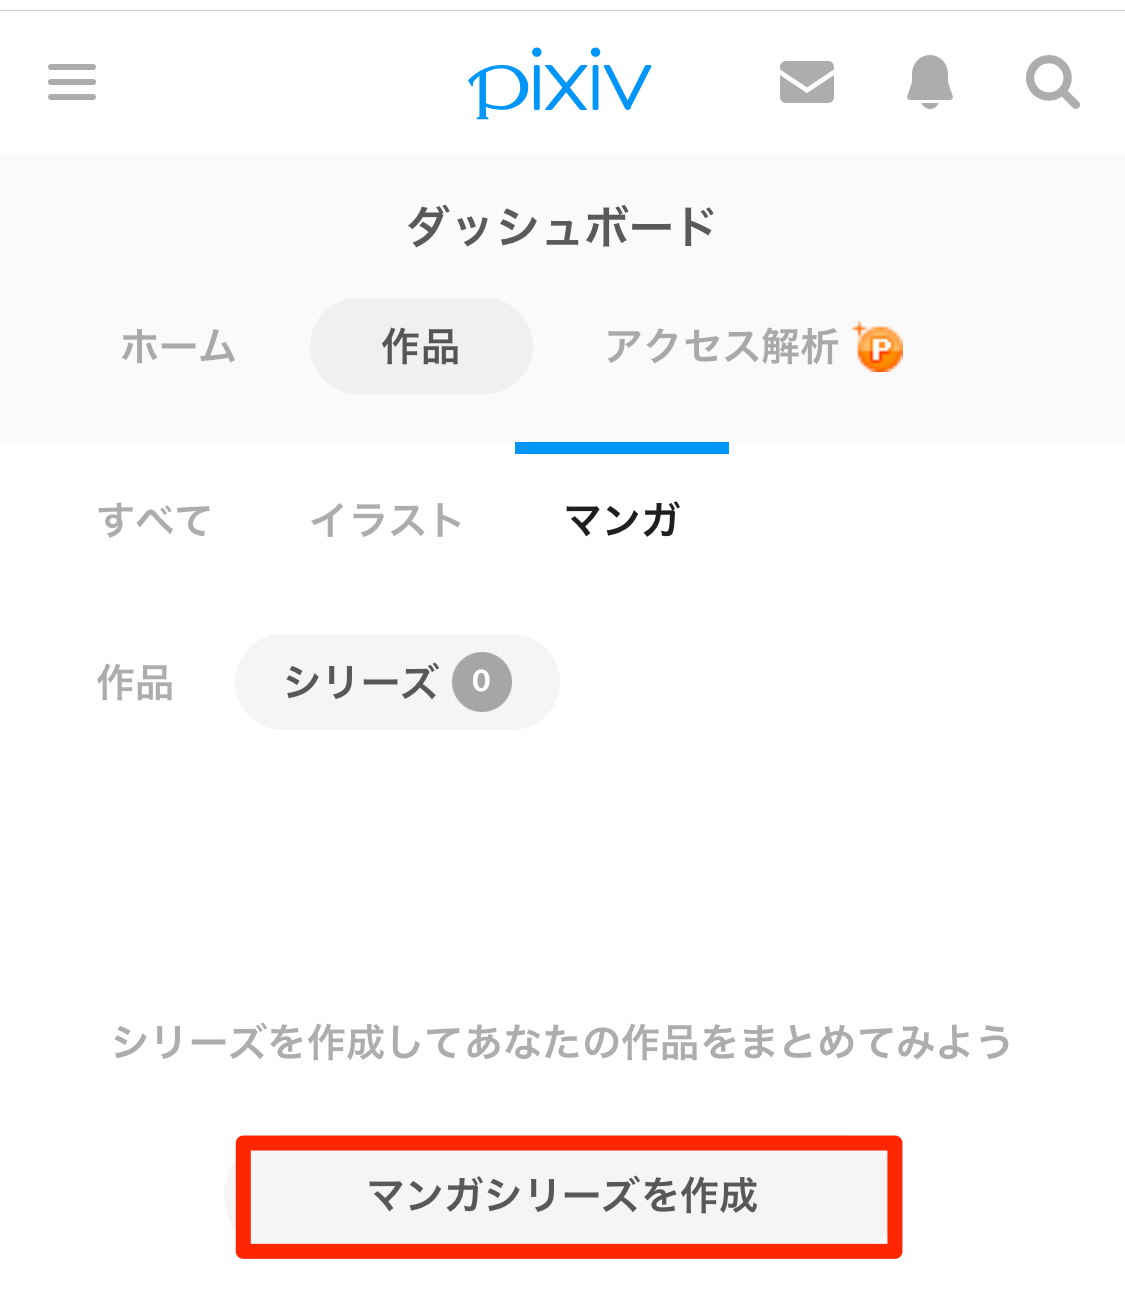 pixiv
ダッシュボード
ホーム 作品 アクセス解析 P
すべて イラスト マンガ
作品 シリーズ 0
シリーズを作成してあなたの作品をまとめてみよう
マンガシリーズを作成